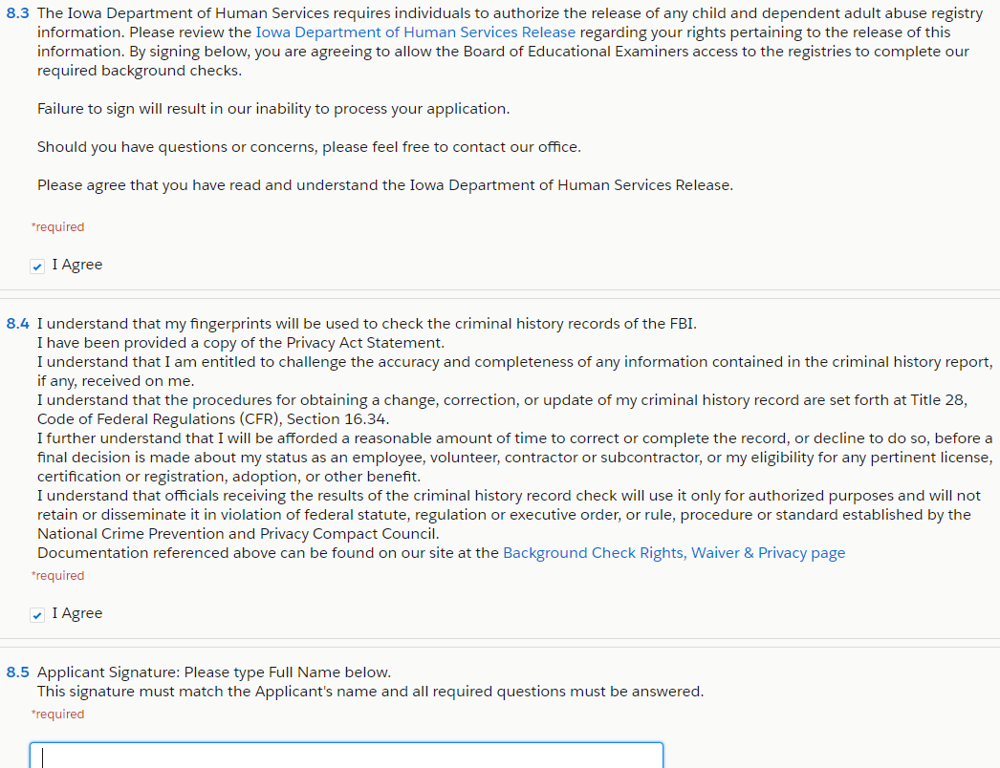 8.3 The Iowa Department of Human Services requires individuals to authorize the release of any child and dependent adult abuse registry
information. Please review the Iowa Department of Human Services Release regarding your rights pertaining to the release of this
information. By signing below, you are agreeing to allow the Board of Educational Examiners access to the registries to complete our
required background checks.
Failure to sign will result in our inability to process your application.
Should you have questions or concerns, please feel free to contact our office.
Please agree that you have read and understand the Iowa Department of Human Services Release.
*required
I Agree
8.4 I understand that my fingerprints will be used to check the criminal history records of the FBI.
I have been provided a copy of the Privacy Act Statement.
I understand that I am entitled to challenge the accuracy and completeness of any information contained in the criminal history report,
if any, received on me.
I understand that the procedures for obtaining a change, correction, or update of my criminal history record are set forth at Title 28,
Code of Federal Regulations (CFR), Section 16.34.
I further understand that I will be afforded a reasonable amount of time to correct or complete the record, or decline to do so, before a
final decision is made about my status as an employee, volunteer, contractor or subcontractor, or my eligibility for any pertinent license,
certification or registration, adoption, or other benefit.
I understand that officials receiving the results of the criminal history record check will use it only for authorized purposes and will not
retain or disseminate it in violation of federal statute, regulation or executive order, or rule, procedure or standard established by the
National Crime Prevention and Privacy Compact Council.
Documentation referenced above can be found on our site at the Background Check Rights, Waiver & Privacy page
*required
I Agree
8.5 Applicant Signature: Please type Full Name below.
This signature must match the Applicant's name and all required questions must be answered.
*required